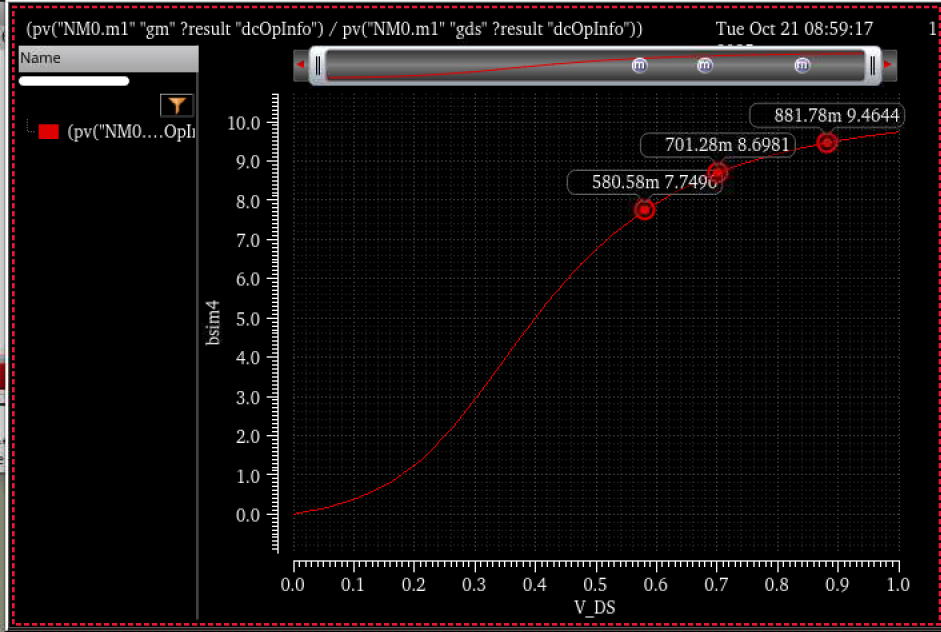 (pv("NM0.m1" "gm" ?result "dcOpInfo") / pv("NM0.m1" "gds" ?result "dcOpInfo"))
Tue Oct 21 08:59:17
1
Name
(pv("NM0....OpI
m
m
m
881.78m 9.4644
701.28m 8.6981
580.58m 7.7496
10.0
9.0
8.0
7.0
6.0
5.0
4.0
3.0
2.0
1.0
0.0
bsim4
0.0 0.1 0.2 0.3 0.4 0.5 0.6 0.7 0.8 0.9 1.0
V_DS